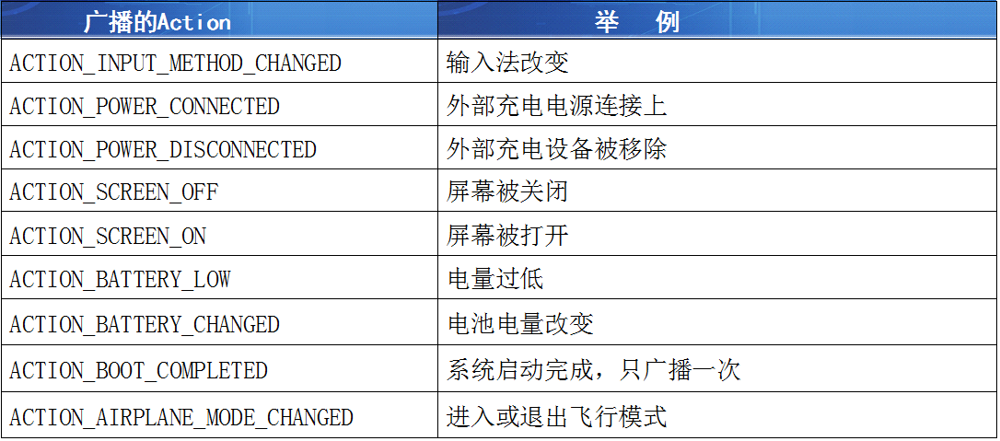 广播的Action 举 例
ACTION_INPUT_METHOD_CHANGED 输入法改变
ACTION_POWER_CONNECTED 外部充电电源连接上
ACTION_POWER_DISCONNECTED 外部充电设备被移除
ACTION_SCREEN_OFF 屏幕被关闭
ACTION_SCREEN_ON 屏幕被打开
ACTION_BATTERY_LOW 电量过低
ACTION_BATTERY_CHANGED 电池电量改变
ACTION_BOOT_COMPLETED 系统启动完成，只广播一次
ACTION_AIRPLANE_MODE_CHANGED 进入或退出飞行模式